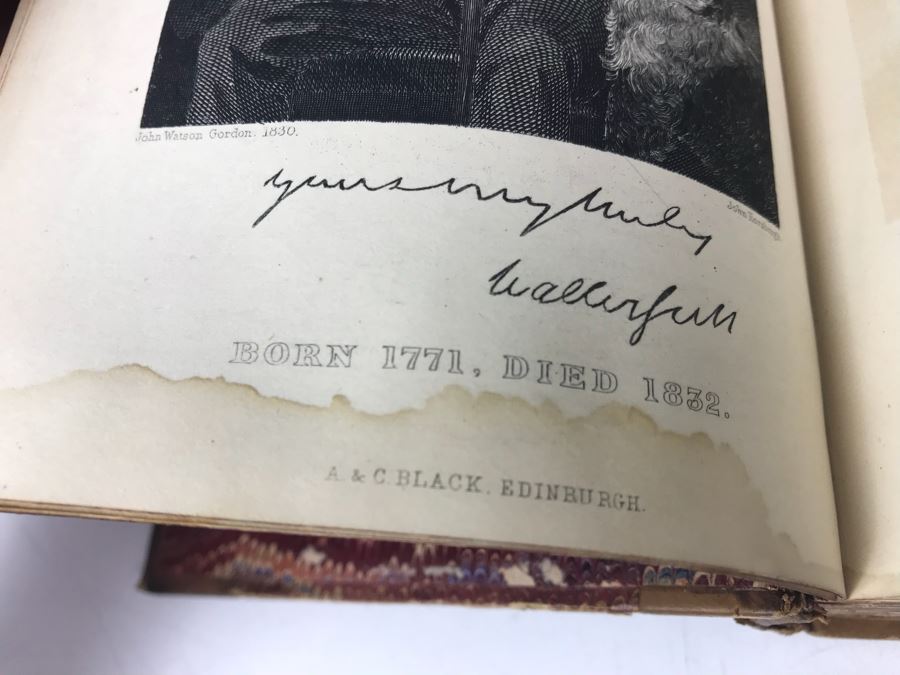 John Watson Gordon. 1830.
yours very truly
Walter Scott
BORN 1771, DIED 1832.
A. & C. BLACK. EDINBURGH.